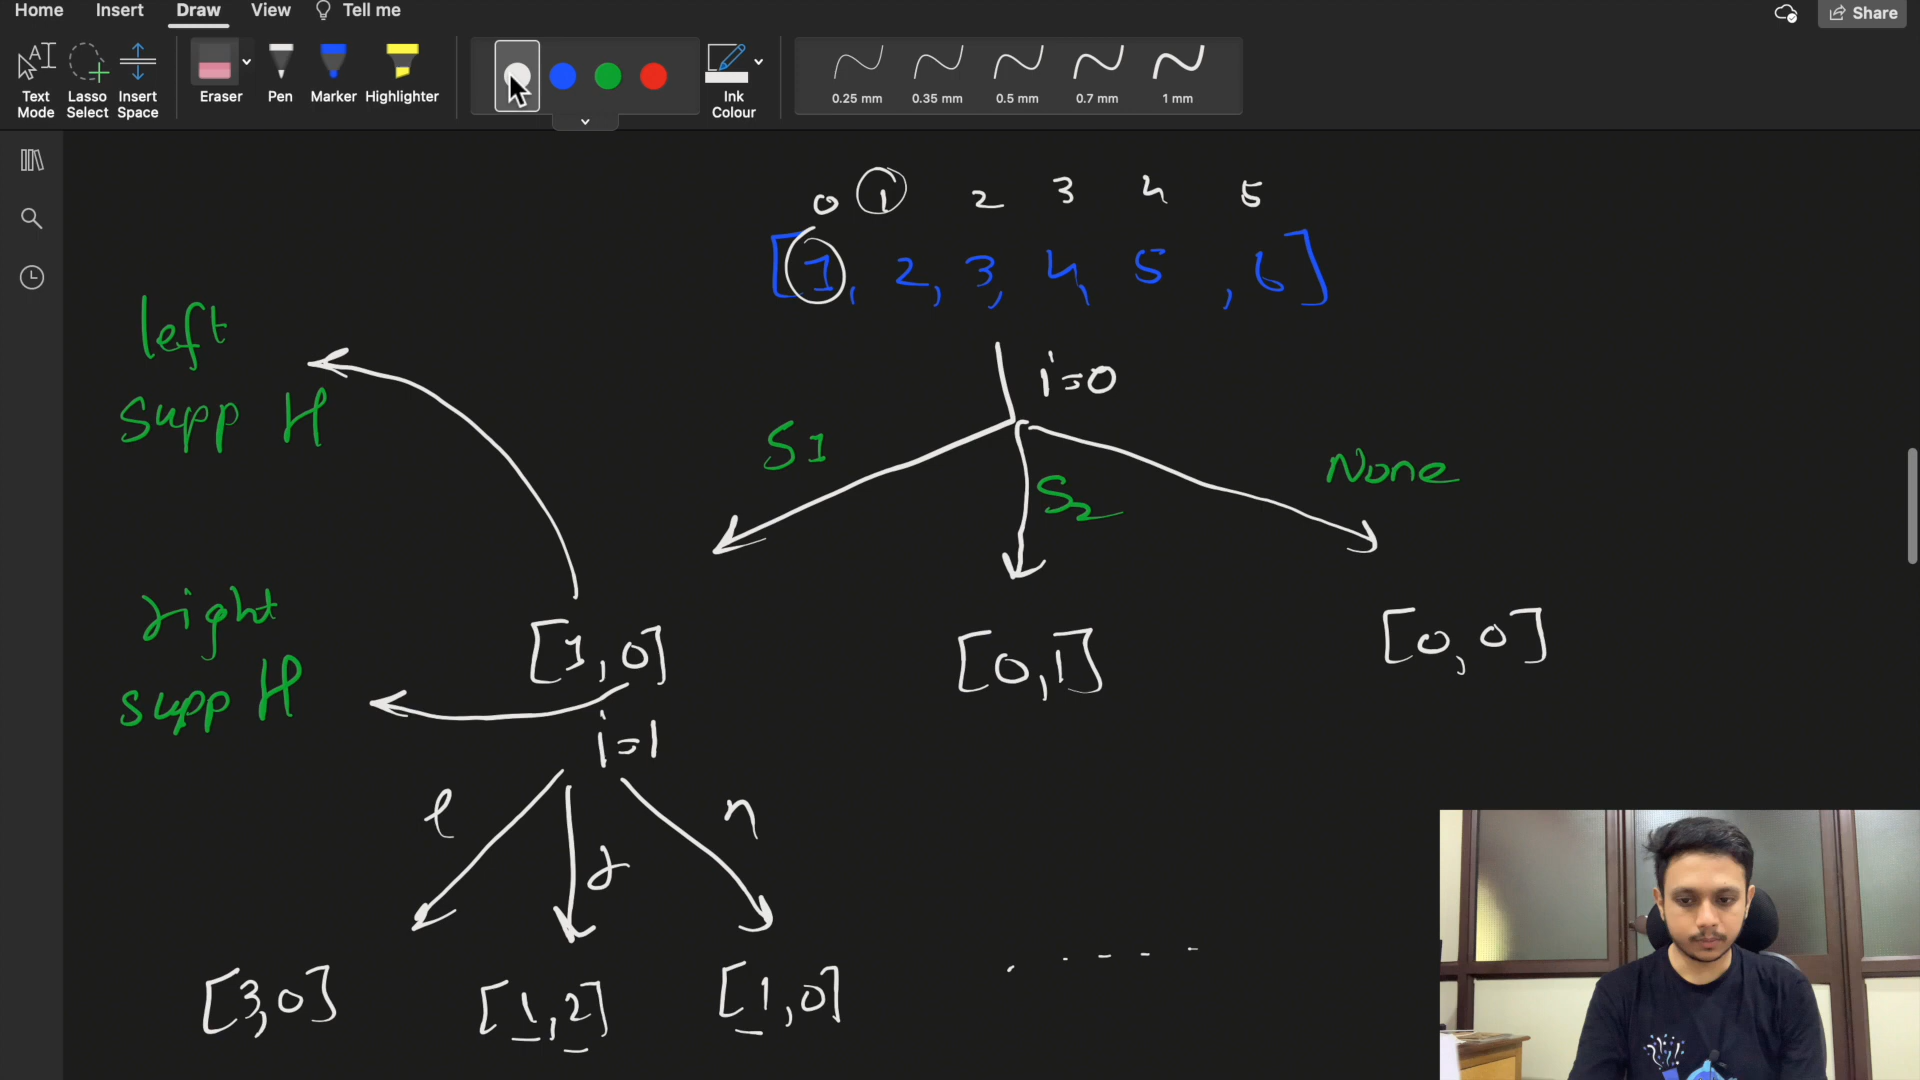 Home Insert Draw View Tell me Share
Text Mode Lasso Select Insert Space Eraser Pen Marker Highlighter Ink Colour 0.25 mm 0.35 mm 0.5 mm 0.7 mm 1 mm
0 1 2 3 4 5
[1, 2, 3, 4, 5, 6]
i=0
left
supp H
S1
S2
None
right
supp H
[1,0] [0,1] [0,0]
i=1
l r n
[3,0] [1,2] [1,0] . . - - -